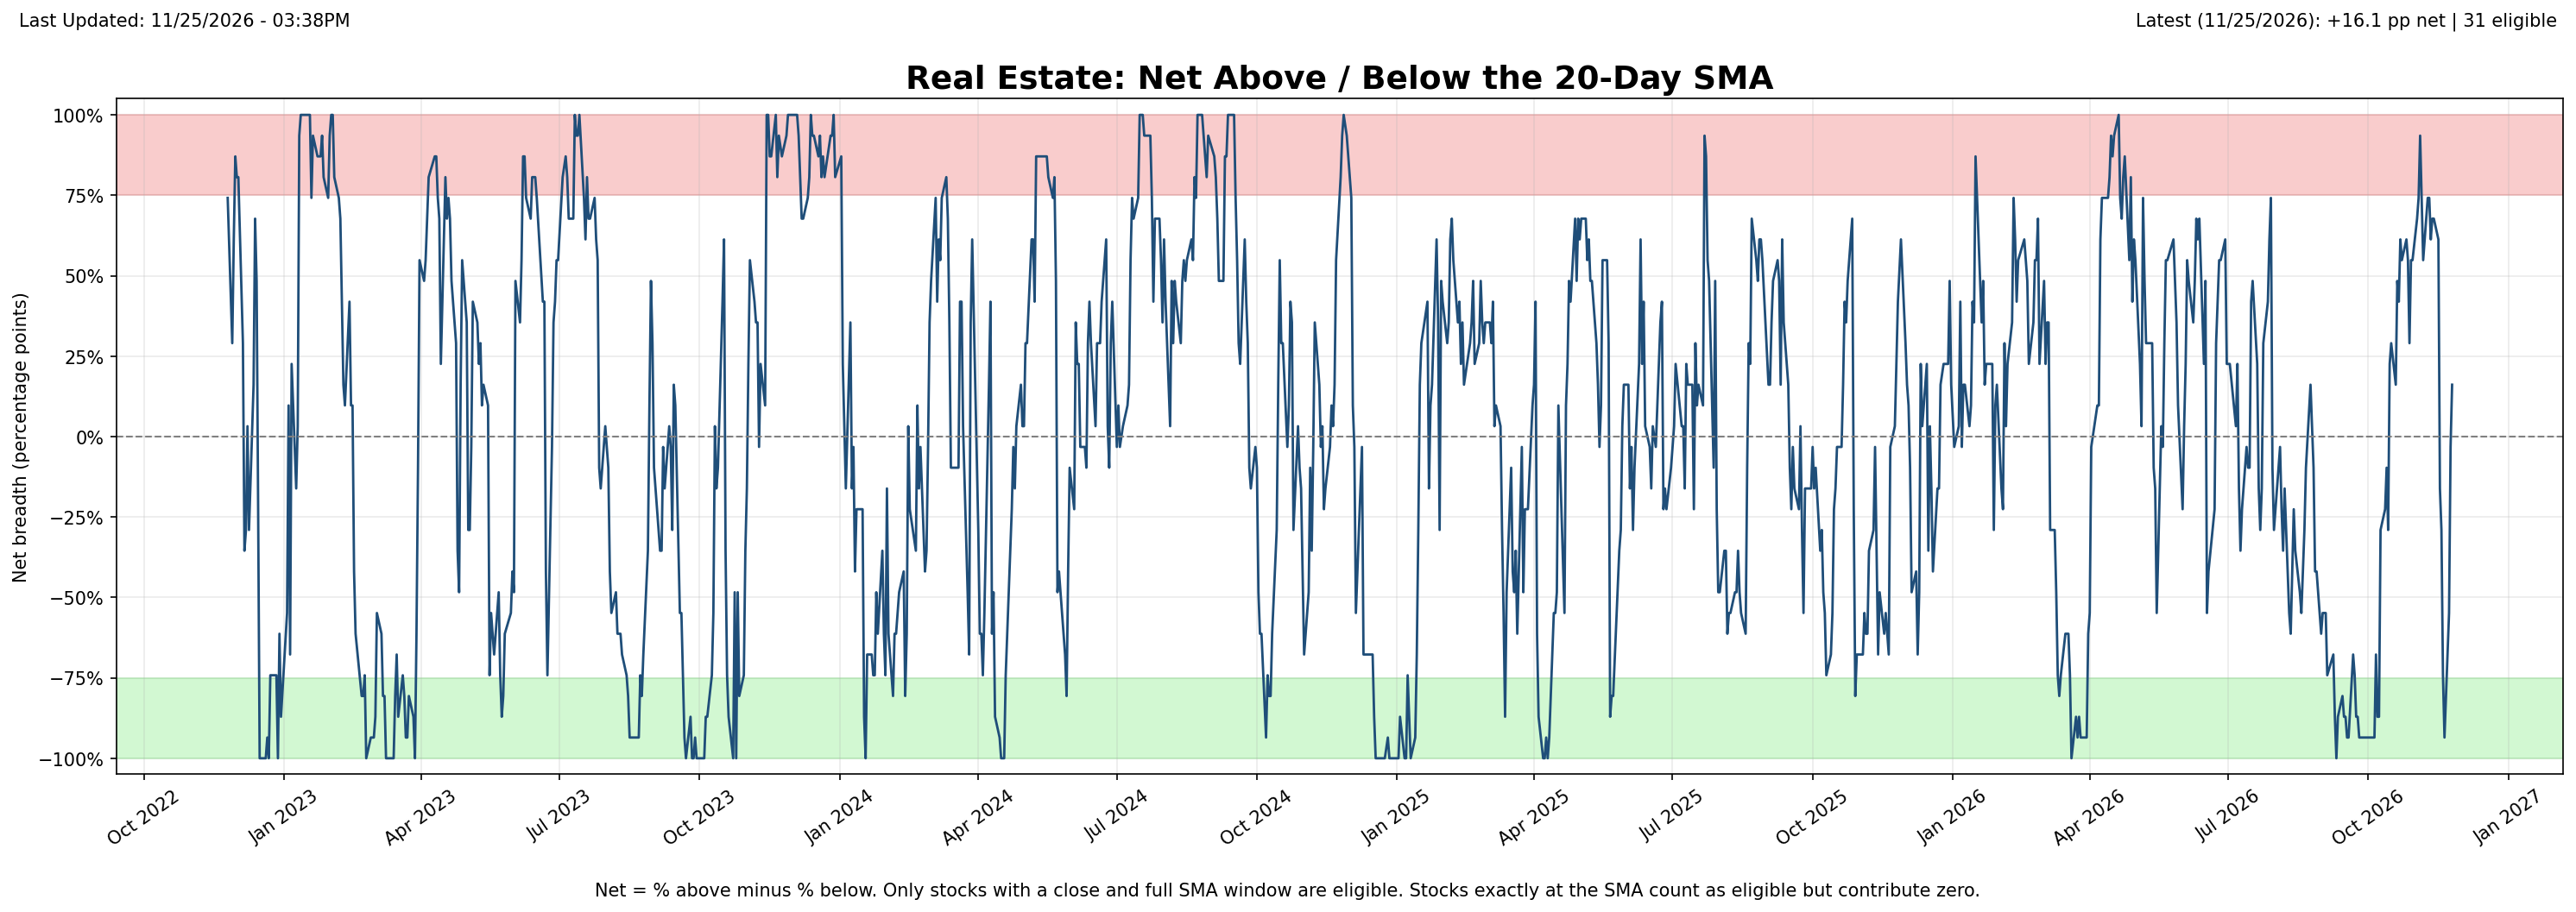 Last Updated: 11/25/2026 - 03:38PM
Latest (11/25/2026): +16.1 pp net | 31 eligible
Real Estate: Net Above / Below the 20-Day SMA
Net breadth (percentage points)
100%
75%
50%
25%
0%
−25%
−50%
−75%
−100%
Oct 2022
Jan 2023
Apr 2023
Jul 2023
Oct 2023
Jan 2024
Apr 2024
Jul 2024
Oct 2024
Jan 2025
Apr 2025
Jul 2025
Oct 2025
Jan 2026
Apr 2026
Jul 2026
Oct 2026
Jan 2027
Net = % above minus % below. Only stocks with a close and full SMA window are eligible. Stocks exactly at the SMA count as eligible but contribute zero.